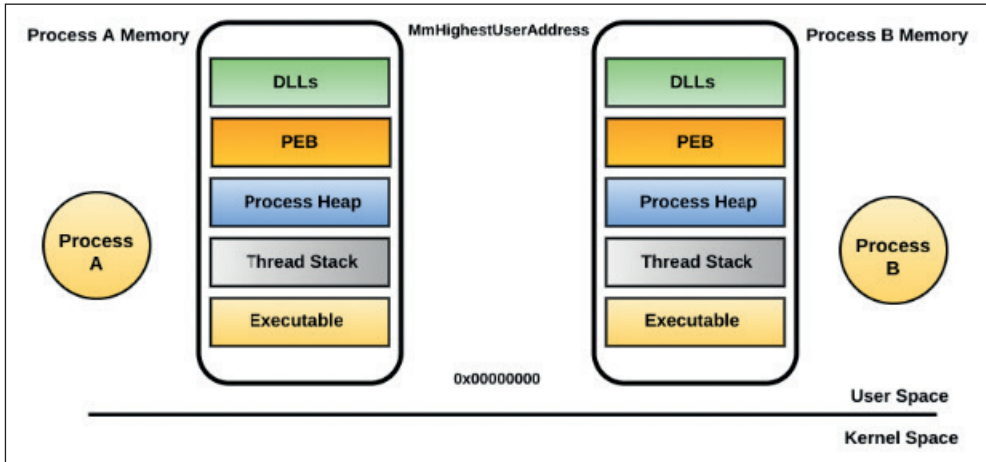 Process A Memory
MmHighestUserAddress
Process B Memory
DLLs
PEB
Process Heap
Thread Stack
Executable
Process
A
DLLs
PEB
Process Heap
Thread Stack
Executable
Process
B
0x00000000
User Space
Kernel Space